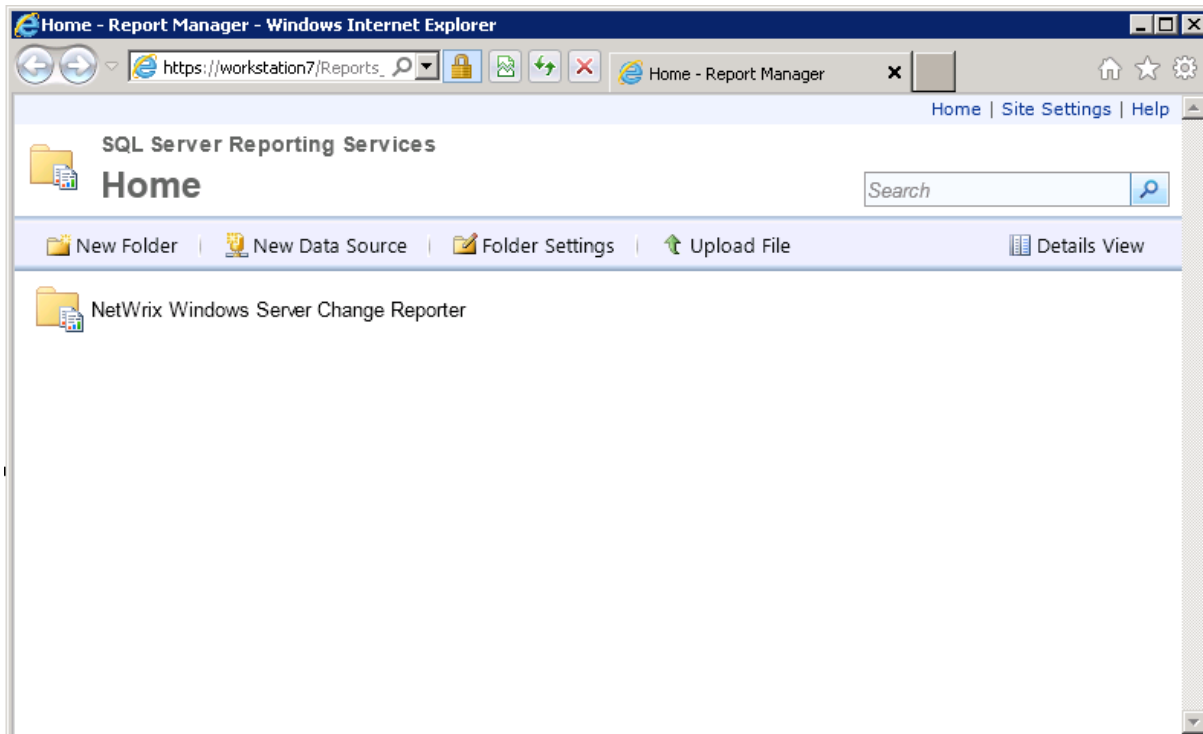 Home - Report Manager - Windows Internet Explorer
https://workstation7/Reports_
Home - Report Manager
Home | Site Settings | Help
SQL Server Reporting Services
Home
Search
New Folder | New Data Source | Folder Settings | Upload File
Details View
NetWrix Windows Server Change Reporter